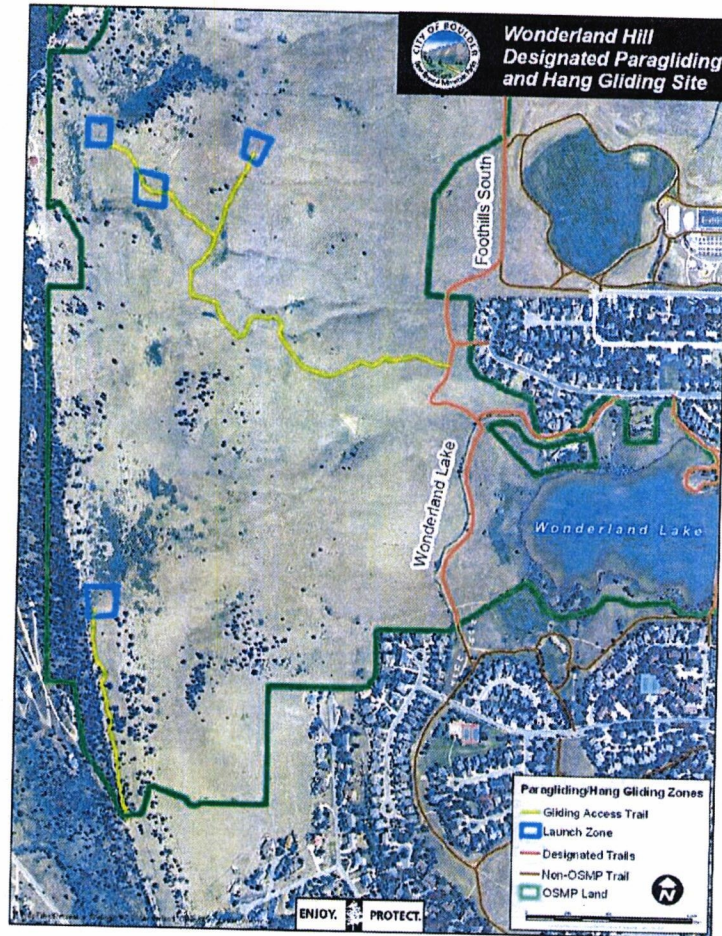 CITY OF BOULDER
Wonderland Hill
Designated Paragliding
and Hang Gliding Site
Foothills South
Wonderland Lake
Wonderland Lake
Paragliding/Hang Gliding Zones
Gliding Access Trail
Launch Zone
Designated Trails
Non-OSMP Trail
OSMP Land
N
ENJOY. PROTECT.